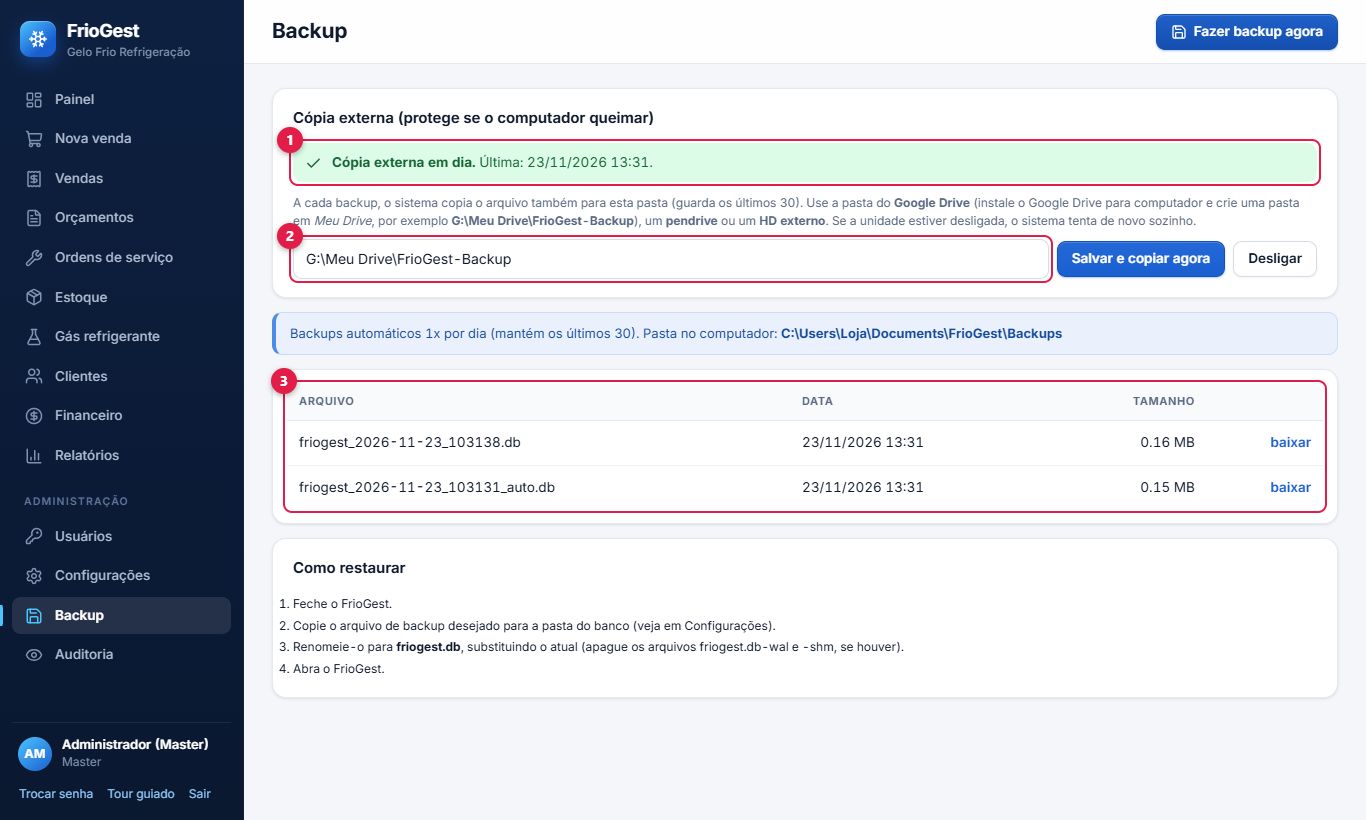 FrioGest
Gelo Frio Refrigeração
Painel
Nova venda
Vendas
Orçamentos
Ordens de serviço
Estoque
Gás refrigerante
Clientes
Financeiro
Relatórios
ADMINISTRAÇÃO
Usuários
Configurações
Backup
Auditoria
AM
Administrador (Master)
Master
Trocar senha Tour guiado Sair
Backup
Fazer backup agora
Cópia externa (protege se o computador queimar)
1
Cópia externa em dia. Última: 23/11/2026 13:31.
A cada backup, o sistema copia o arquivo também para esta pasta (guarda os últimos 30). Use a pasta do Google Drive (instale o Google Drive para computador e crie uma pasta
em Meu Drive, por exemplo G:\Meu Drive\FrioGest-Backup), um pendrive ou um HD externo. Se a unidade estiver desligada, o sistema tenta de novo sozinho.
2
G:\Meu Drive\FrioGest-Backup
Salvar e copiar agora
Desligar
Backups automáticos 1x por dia (mantém os últimos 30). Pasta no computador: C:\Users\Loja\Documents\FrioGest\Backups
3
ARQUIVO DATA TAMANHO
friogest_2026-11-23_103138.db 23/11/2026 13:31 0.16 MB baixar
friogest_2026-11-23_103131_auto.db 23/11/2026 13:31 0.15 MB baixar
Como restaurar
1. Feche o FrioGest.
2. Copie o arquivo de backup desejado para a pasta do banco (veja em Configurações).
3. Renomeie-o para friogest.db, substituindo o atual (apague os arquivos friogest.db-wal e -shm, se houver).
4. Abra o FrioGest.